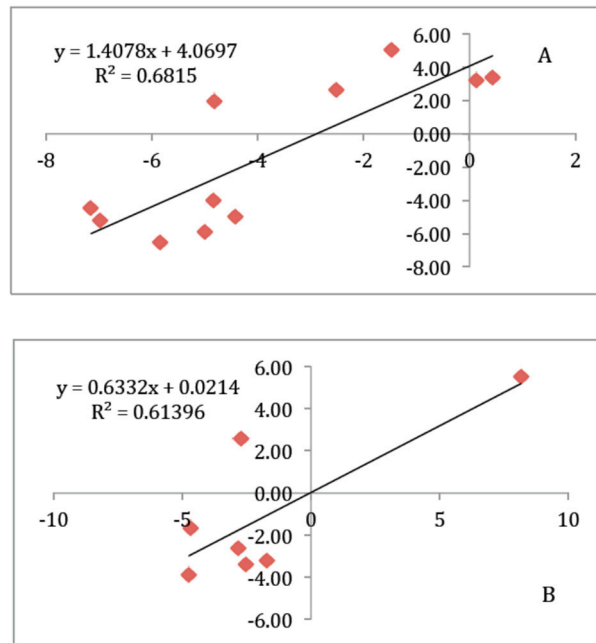 y = 1.4078x + 4.0697
R² = 0.6815
A
6.00
4.00
2.00
0.00
-8 -6 -4 -2 0 2
-2.00
-4.00
-6.00
-8.00
y = 0.6332x + 0.0214
R² = 0.61396
6.00
4.00
2.00
0.00
-10 -5 0 5 10
-2.00
-4.00
-6.00
B